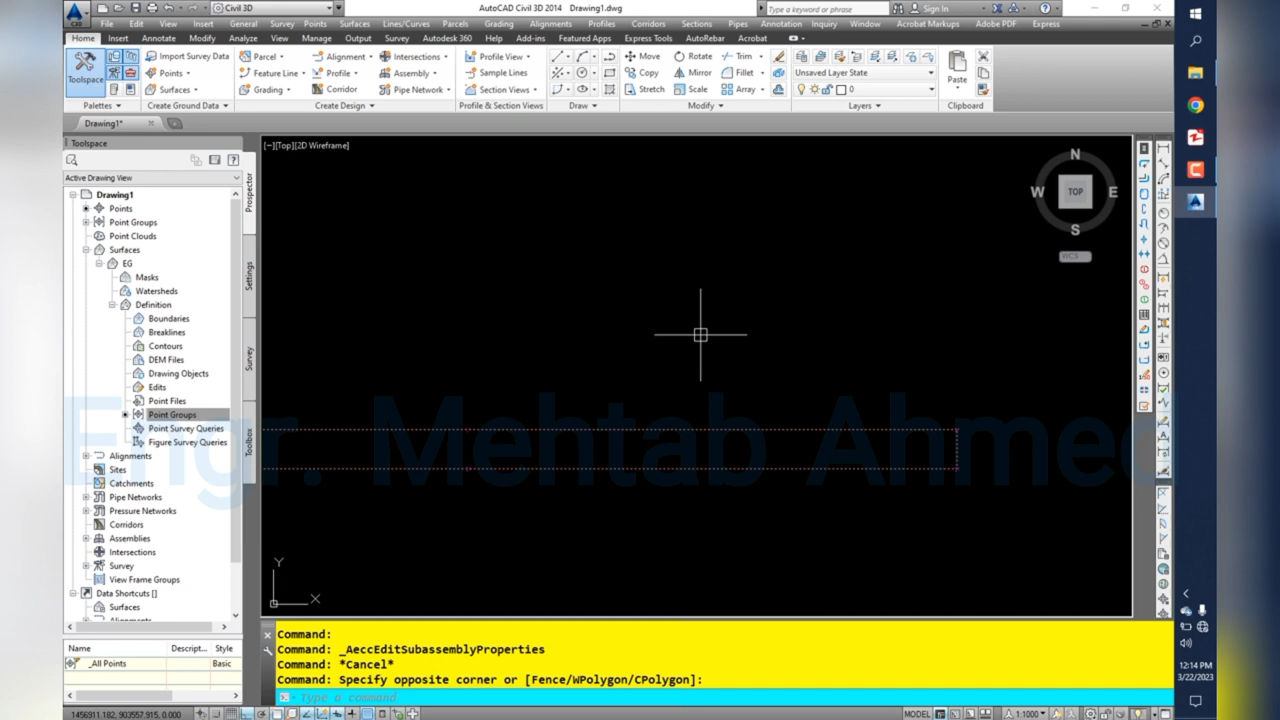 Civil 3D
AutoCAD Civil 3D 2014 Drawing1.dwg
Type a keyword or phrase
Sign In
File Edit View Insert General Survey Points Surfaces Lines/Curves Parcels Grading Alignments Profiles Corridors Sections Pipes Annotation Inquiry Window Acrobat Markups Adobe PDF Express
Home Insert Annotate Modify Analyze View Manage Output Survey Autodesk 360 Help Add-ins Featured Apps Express Tools AutoRebar Acrobat
Toolspace
Import Survey Data
Points
Surfaces
Parcel
Feature Line
Grading
Alignment
Profile
Corridor
Intersections
Assembly
Pipe Network
Profile View
Sample Lines
Section Views
Move Rotate Trim
Copy Mirror Fillet
Stretch Scale Array
Unsaved Layer State
0
Paste
Palettes Create Ground Data Create Design Profile & Section Views Draw Modify Layers Clipboard
Drawing1*
Toolspace
Active Drawing View
Drawing1
Points
Point Groups
Point Clouds
Surfaces
EG
Masks
Watersheds
Definition
Boundaries
Breaklines
Contours
DEM Files
Drawing Objects
Edits
Point Files
Point Groups
Point Survey Queries
Figure Survey Queries
Alignments
Sites
Catchments
Pipe Networks
Pressure Networks
Corridors
Assemblies
Intersections
Survey
View Frame Groups
Data Shortcuts []
Surfaces
Prospector
Settings
Survey
Toolbox
Name Descript... Style
_All Points Basic
[−][Top][2D Wireframe]
N
W TOP E
S
WCS
Engr. Mehtab Ahmed
Y
X
Command:
Command: _AeccEditSubassemblyProperties
Command: *Cancel*
Command: Specify opposite corner or [Fence/WPolygon/CPolygon]:
Type a command
1456911.182, 903557.915, 0.000
MODEL
1:1000
12:14 PM
3/22/2023